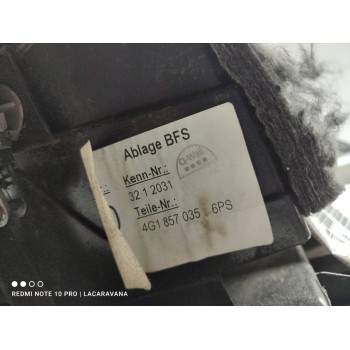 Ablage BFS
Kenn-Nr.:
32 1 2031
Teile-Nr.:
4G1 857 035 6PS
REDMI NOTE 10 PRO | LACARAVANA